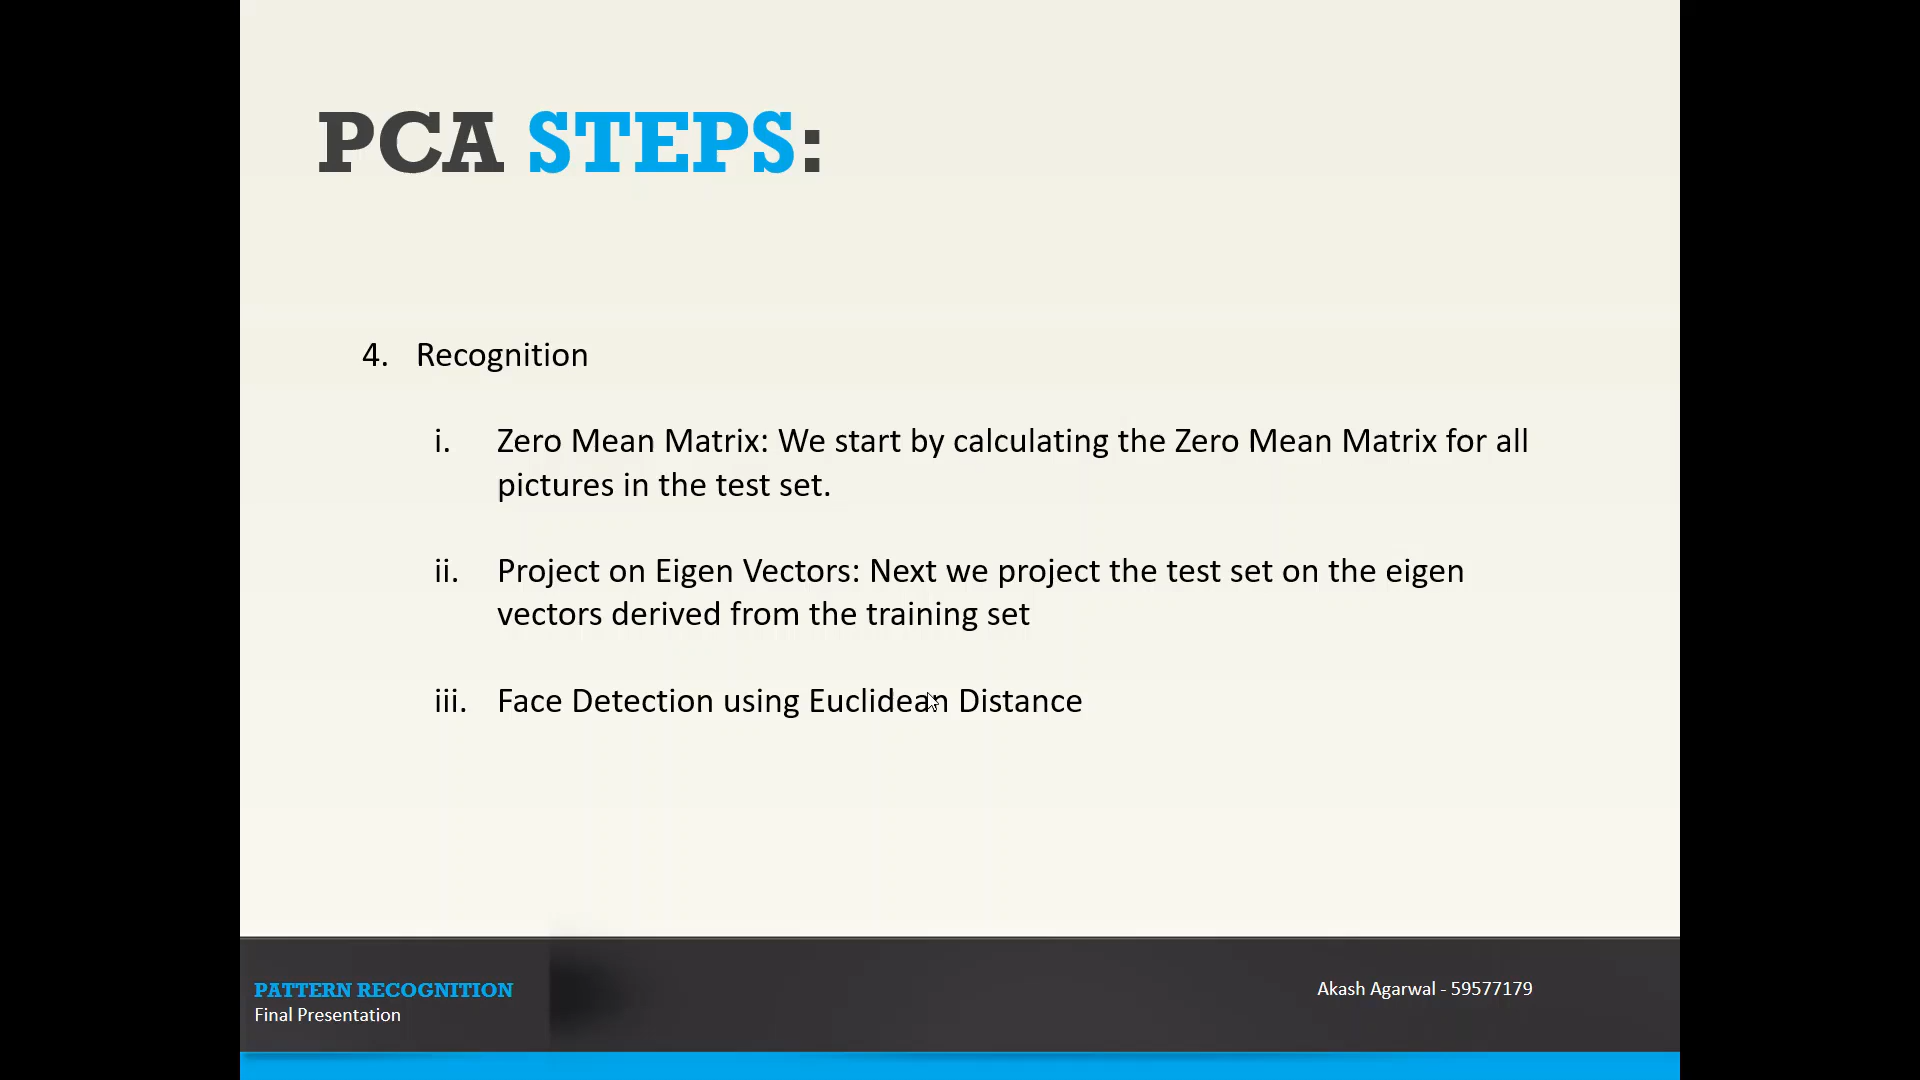 PCA STEPS:
4. Recognition
i. Zero Mean Matrix: We start by calculating the Zero Mean Matrix for all
pictures in the test set.
ii. Project on Eigen Vectors: Next we project the test set on the eigen
vectors derived from the training set
iii. Face Detection using Euclidean Distance
PATTERN RECOGNITION
Final Presentation
Akash Agarwal - 59577179